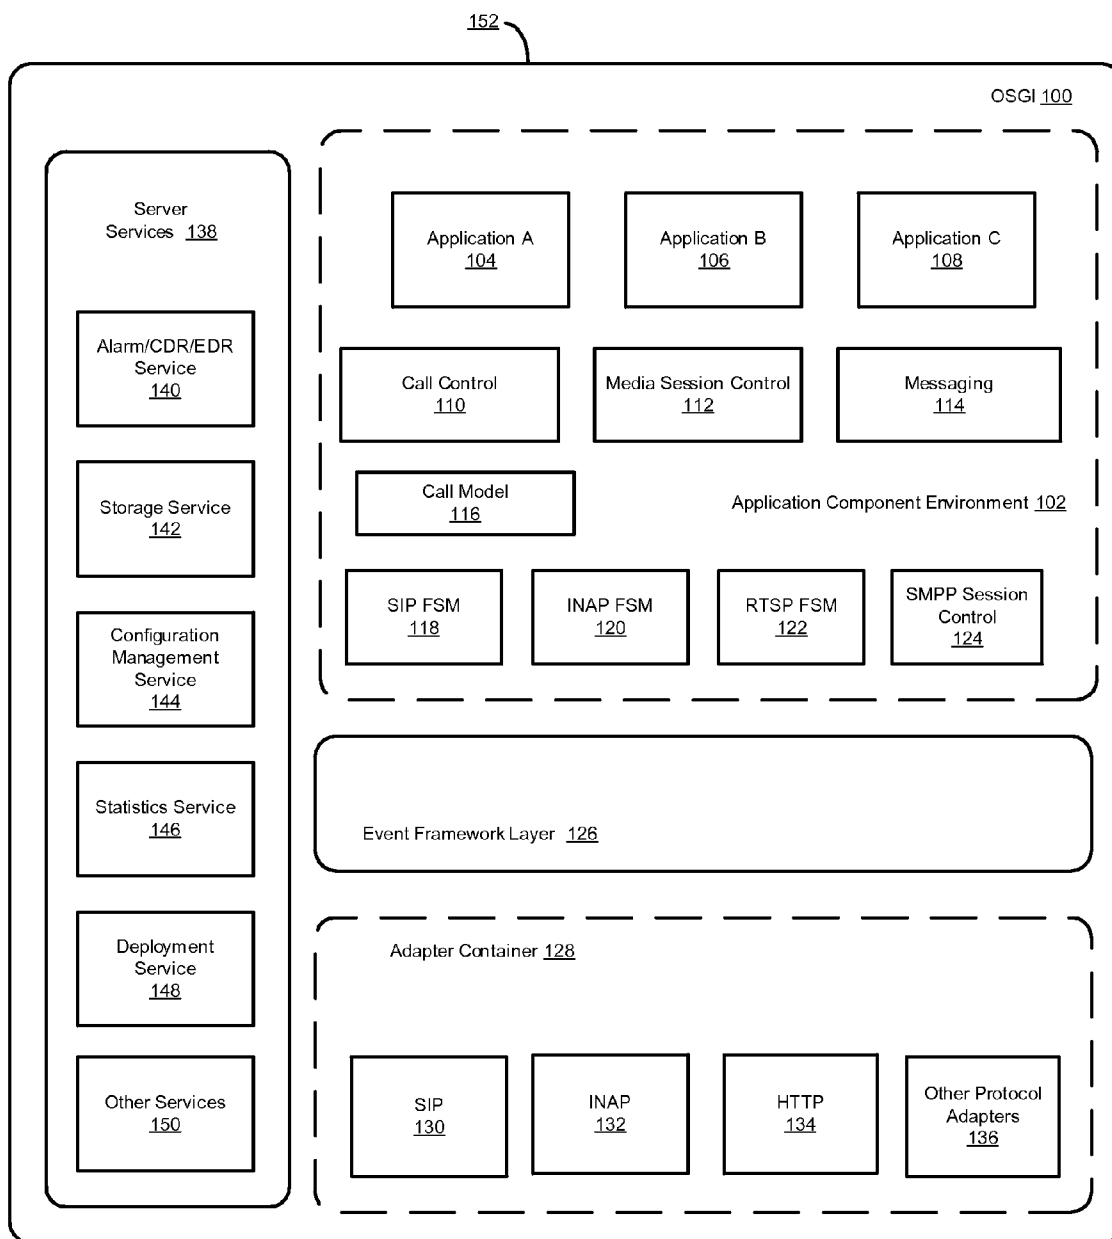 152
OSGI 100
Server
Services 138
Alarm/CDR/EDR
Service
140
Storage Service
142
Configuration
Management
Service
144
Statistics Service
146
Deployment
Service
148
Other Services
150
Application A
104
Application B
106
Application C
108
Call Control
110
Media Session Control
112
Messaging
114
Call Model
116
Application Component Environment 102
SIP FSM
118
INAP FSM
120
RTSP FSM
122
SMPP Session
Control
124
Event Framework Layer 126
Adapter Container 128
SIP
130
INAP
132
HTTP
134
Other Protocol
Adapters
136